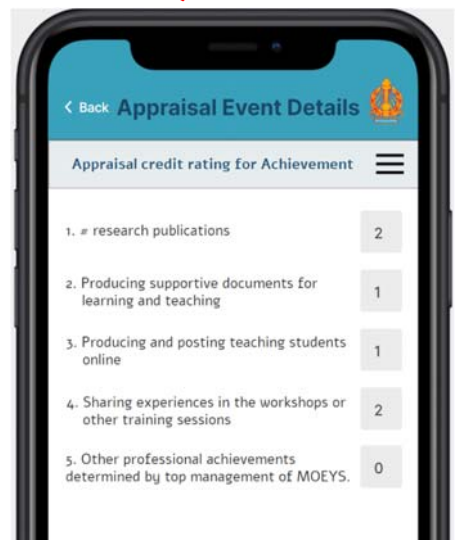 < Back Appraisal Event Details
Appraisal credit rating for Achievement
1. # research publications 2
2. Producing supportive documents for
learning and teaching 1
3. Producing and posting teaching students
online 1
4. Sharing experiences in the workshops or
other training sessions 2
5. Other professional achievements
determined by top management of MOEYS. 0